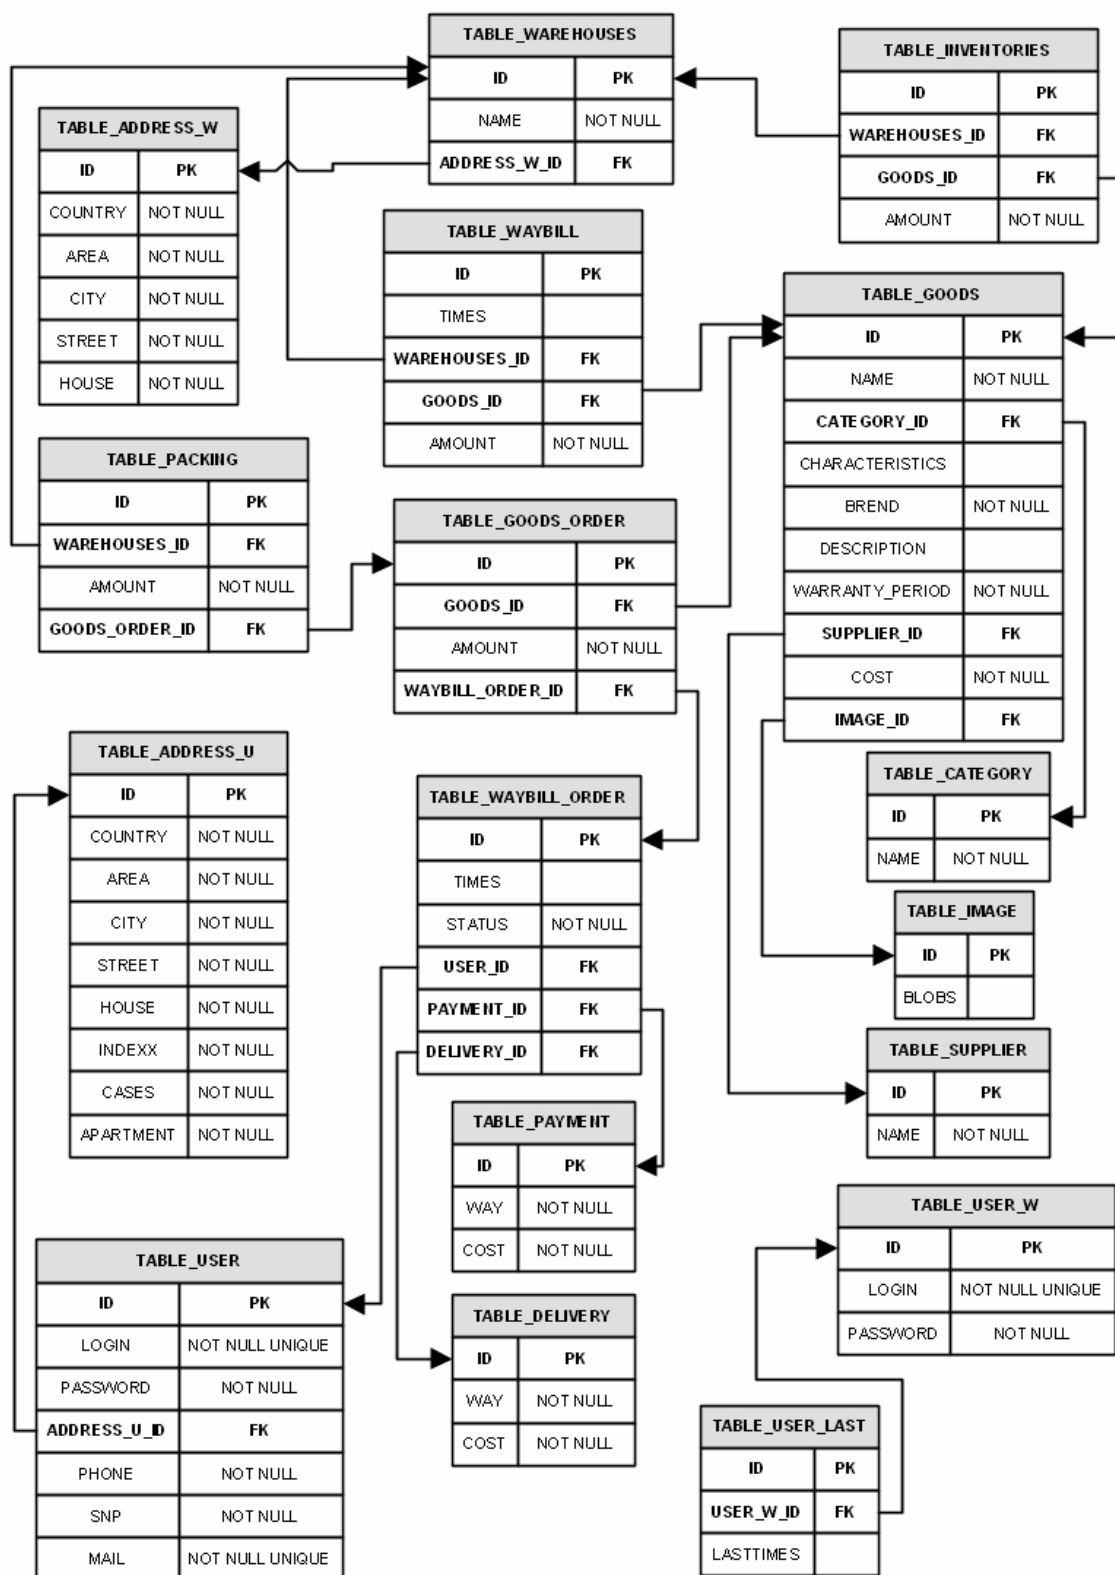 TABLE_WAREHOUSES
ID PK
NAME NOT NULL
ADDRESS_W_ID FK
TABLE_INVENTORIES
ID PK
WAREHOUSES_ID FK
GOODS_ID FK
AMOUNT NOT NULL
TABLE_ADDRESS_W
ID PK
COUNTRY NOT NULL
AREA NOT NULL
CITY NOT NULL
STREET NOT NULL
HOUSE NOT NULL
TABLE_WAYBILL
ID PK
TIMES
WAREHOUSES_ID FK
GOODS_ID FK
AMOUNT NOT NULL
TABLE_GOODS
ID PK
NAME NOT NULL
CATEGORY_ID FK
CHARACTERISTICS
BREND NOT NULL
DESCRIPTION
WARRANTY_PERIOD NOT NULL
SUPPLIER_ID FK
COST NOT NULL
IMAGE_ID FK
TABLE_PACKING
ID PK
WAREHOUSES_ID FK
AMOUNT NOT NULL
GOODS_ORDER_ID FK
TABLE_GOODS_ORDER
ID PK
GOODS_ID FK
AMOUNT NOT NULL
WAYBILL_ORDER_ID FK
TABLE_ADDRESS_U
ID PK
COUNTRY NOT NULL
AREA NOT NULL
CITY NOT NULL
STREET NOT NULL
HOUSE NOT NULL
INDEXX NOT NULL
CASES NOT NULL
APARTMENT NOT NULL
TABLE_WAYBILL_ORDER
ID PK
TIMES
STATUS NOT NULL
USER_ID FK
PAYMENT_ID FK
DELIVERY_ID FK
TABLE_CATEGORY
ID PK
NAME NOT NULL
TABLE_IMAGE
ID PK
BLOBS
TABLE_SUPPLIER
ID PK
NAME NOT NULL
TABLE_PAYMENT
ID PK
WAY NOT NULL
COST NOT NULL
TABLE_USER_W
ID PK
LOGIN NOT NULL UNIQUE
PASSWORD NOT NULL
TABLE_USER
ID PK
LOGIN NOT NULL UNIQUE
PASSWORD NOT NULL
ADDRESS_U_ID FK
PHONE NOT NULL
SNP NOT NULL
MAIL NOT NULL UNIQUE
TABLE_DELIVERY
ID PK
WAY NOT NULL
COST NOT NULL
TABLE_USER_LAST
ID PK
USER_W_ID FK
LASTTIMES